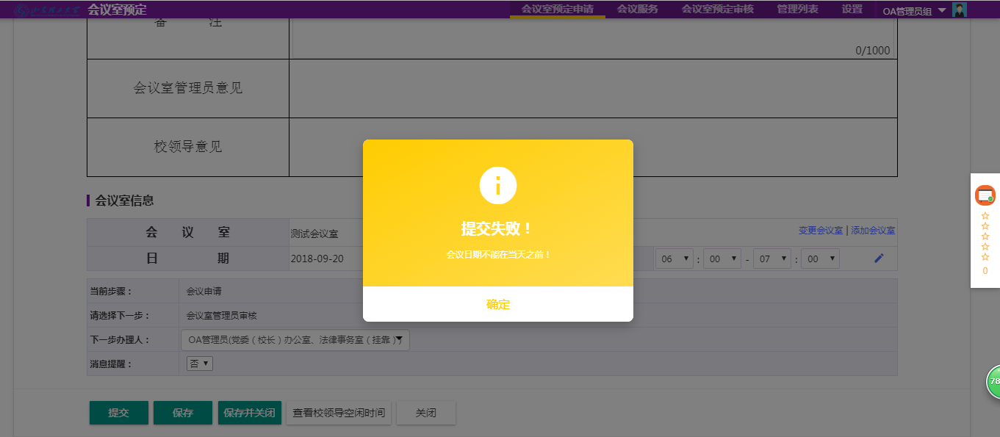 山东理工大学 会议室预定 会议室预定申请 会议服务 会议室预定审核 管理列表 设置 OA管理员组
备 注
0/1000
会议室管理员意见
校领导意见
提交失败！
会议日期不能在当天之前！
确定
会议室信息
会 议 室 测试会议室 变更会议室 | 添加会议室
日 期 2018-09-20 06 : 00 - 07 : 00
当前步骤： 会议申请
请选择下一步： 会议室管理员审核
下一步办理人： OA管理员(党委（校长）办公室、法律事务室（挂靠）)
消息提醒： 否
0
78
提交 保存 保存并关闭 查看校领导空闲时间 关闭